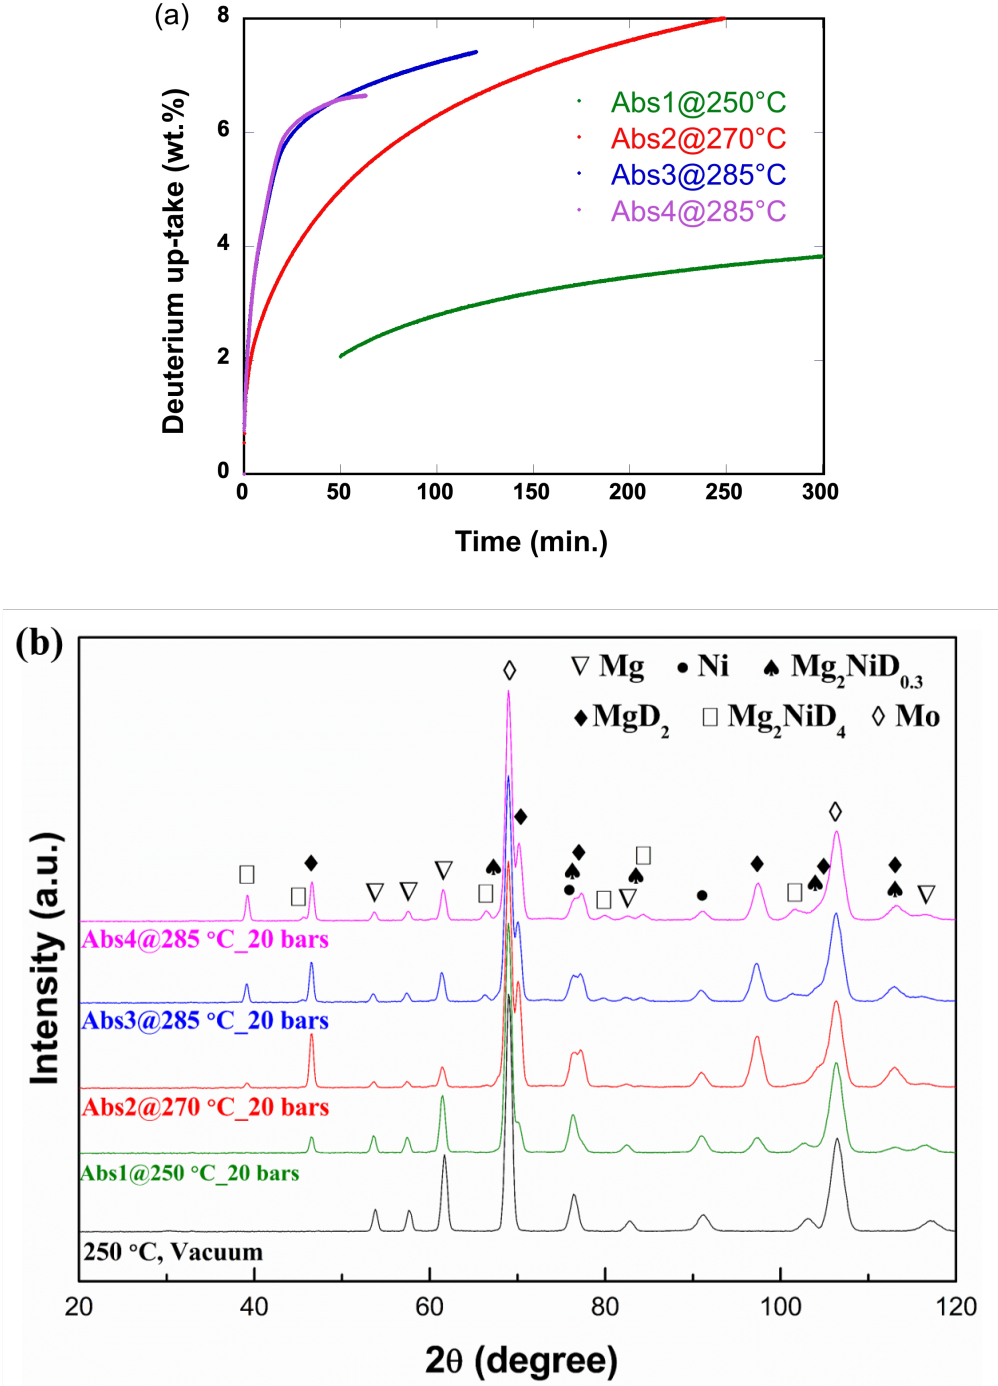 (a)
8
6
4
2
0
Deuterium up-take (wt.%)
Abs1@250°C
Abs2@270°C
Abs3@285°C
Abs4@285°C
0 50 100 150 200 250 300
Time (min.)
(b)
Mg Ni Mg₂NiD₀.₃
MgD₂ Mg₂NiD₄ Mo
Intensity (a.u.)
Abs4@285 °C_20 bars
Abs3@285 °C_20 bars
Abs2@270 °C_20 bars
Abs1@250 °C_20 bars
250 °C, Vacuum
20 40 60 80 100 120
2θ (degree)